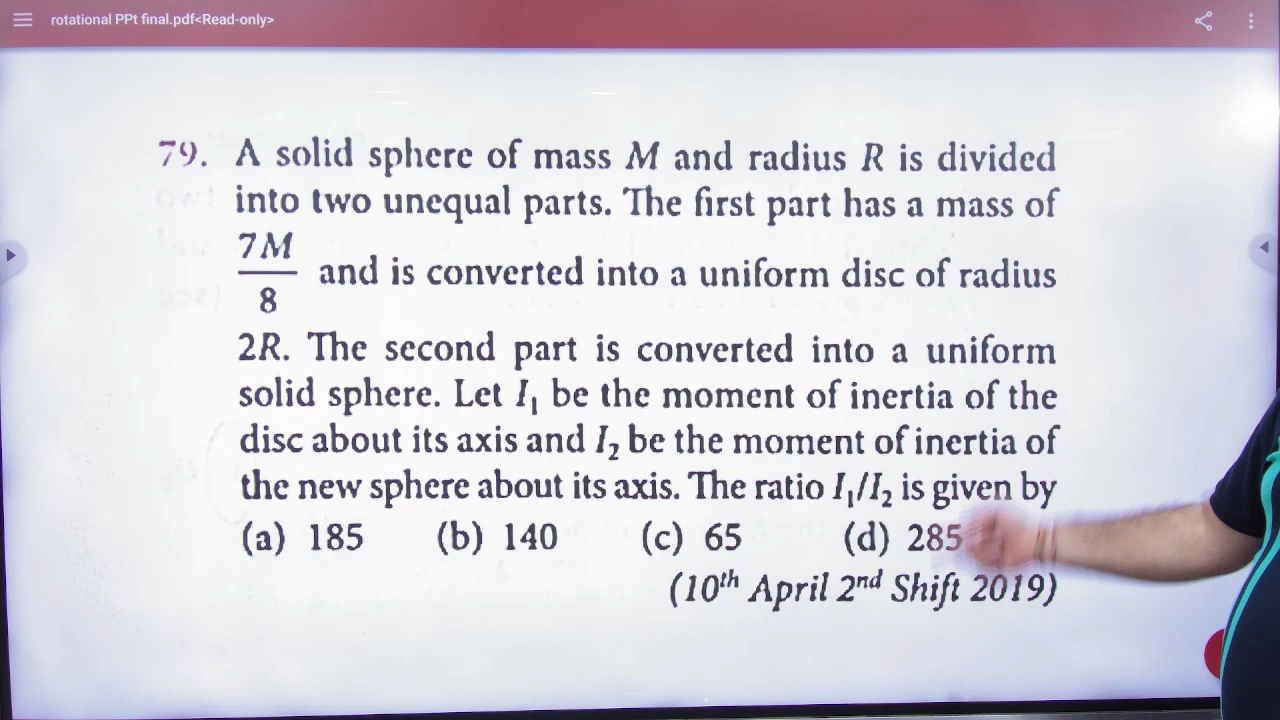 rotational PPt final.pdf<Read-only>
79. A solid sphere of mass M and radius R is divided
into two unequal parts. The first part has a mass of
7M/8 and is converted into a uniform disc of radius
2R. The second part is converted into a uniform
solid sphere. Let I₁ be the moment of inertia of the
disc about its axis and I₂ be the moment of inertia of
the new sphere about its axis. The ratio I₁/I₂ is given by
(a) 185 (b) 140 (c) 65 (d) 285
(10th April 2nd Shift 2019)